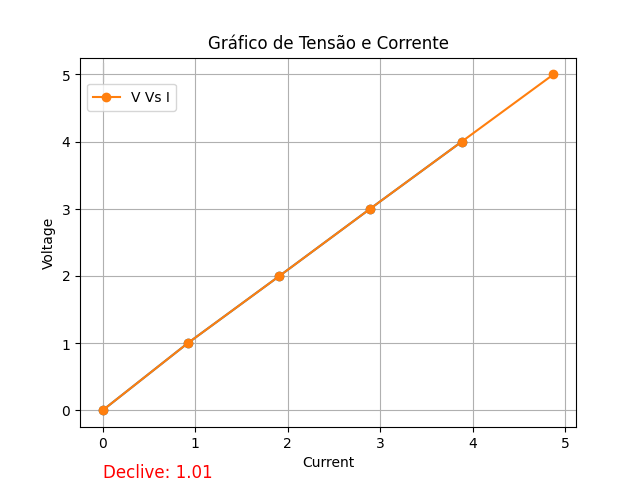 Gráfico de Tensão e Corrente
V Vs I
Voltage
5
4
3
2
1
0
0 1 2 3 4 5
Current
Declive: 1.01